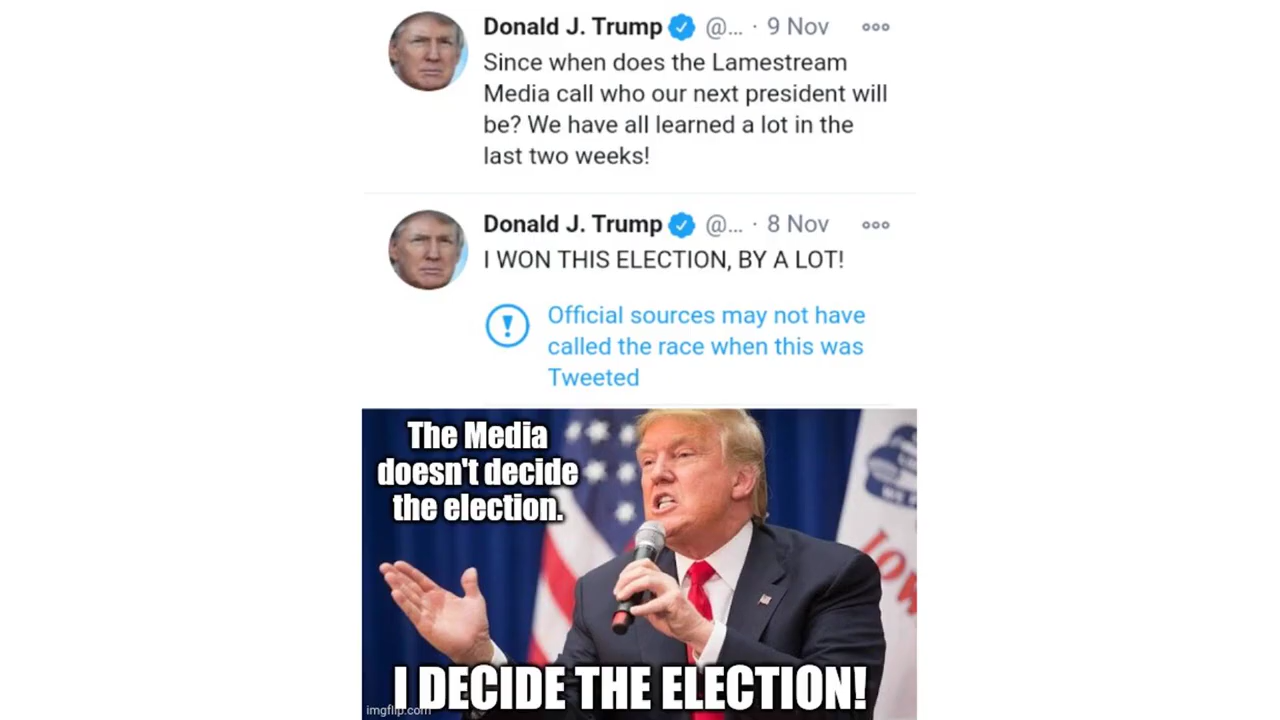 Donald J. Trump @... · 9 Nov
Since when does the Lamestream
Media call who our next president will
be? We have all learned a lot in the
last two weeks!
Donald J. Trump @... · 8 Nov
I WON THIS ELECTION, BY A LOT!
Official sources may not have
called the race when this was
Tweeted
The Media
doesn't decide
the election.
I DECIDE THE ELECTION!
imgflip.com